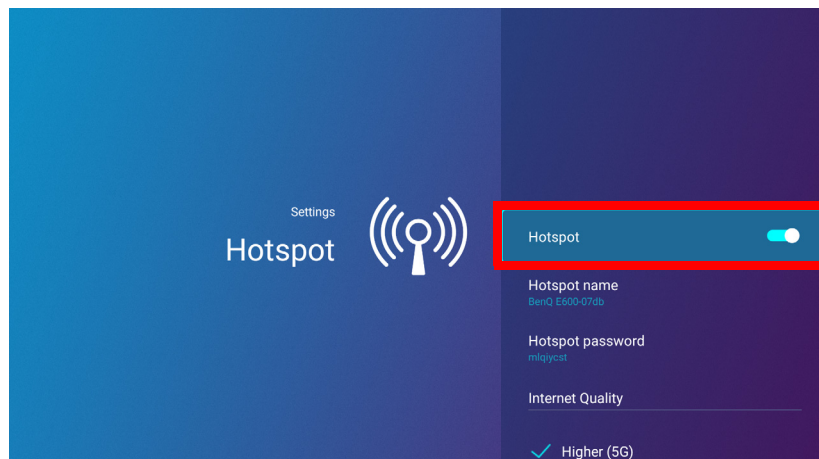 Settings
Hotspot
Hotspot
Hotspot name
BenQ E600-07db
Hotspot password
mlqiycst
Internet Quality
Higher (5G)